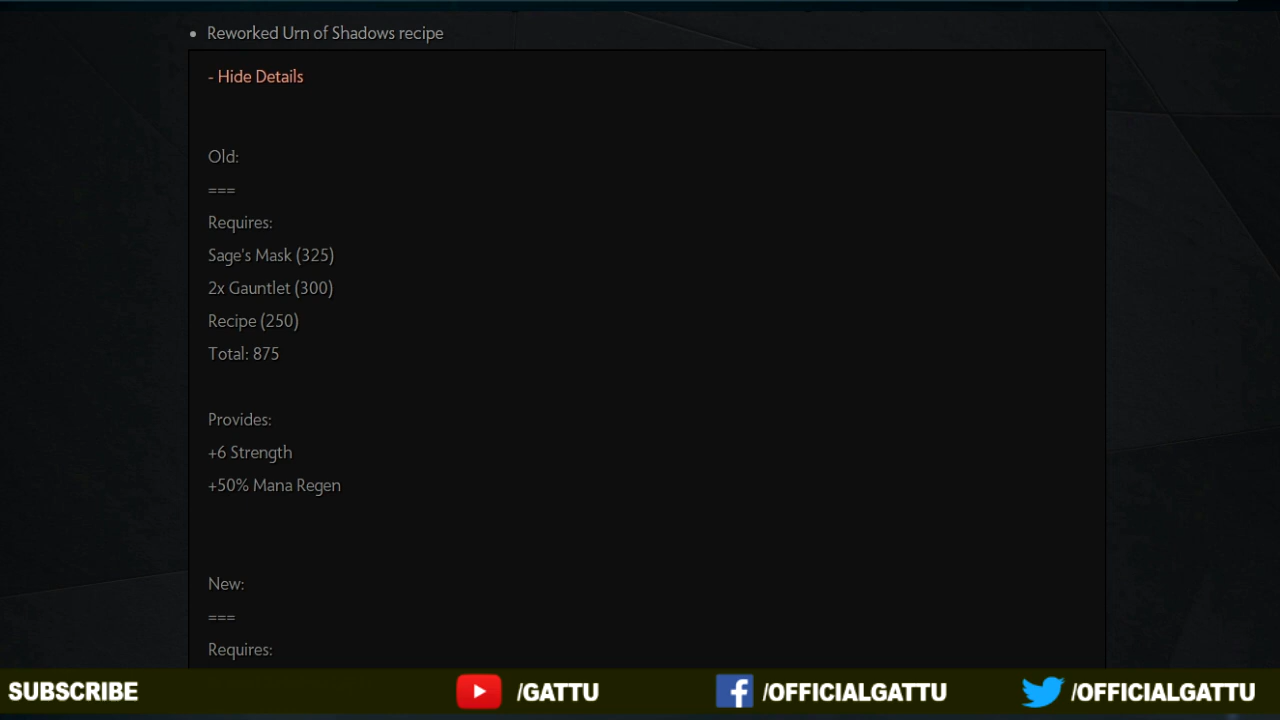 Reworked Urn of Shadows recipe
- Hide Details
Old:
===
Requires:
Sage's Mask (325)
2x Gauntlet (300)
Recipe (250)
Total: 875
Provides:
+6 Strength
+50% Mana Regen
New:
===
Requires:
SUBSCRIBE /GATTU /OFFICIALGATTU /OFFICIALGATTU